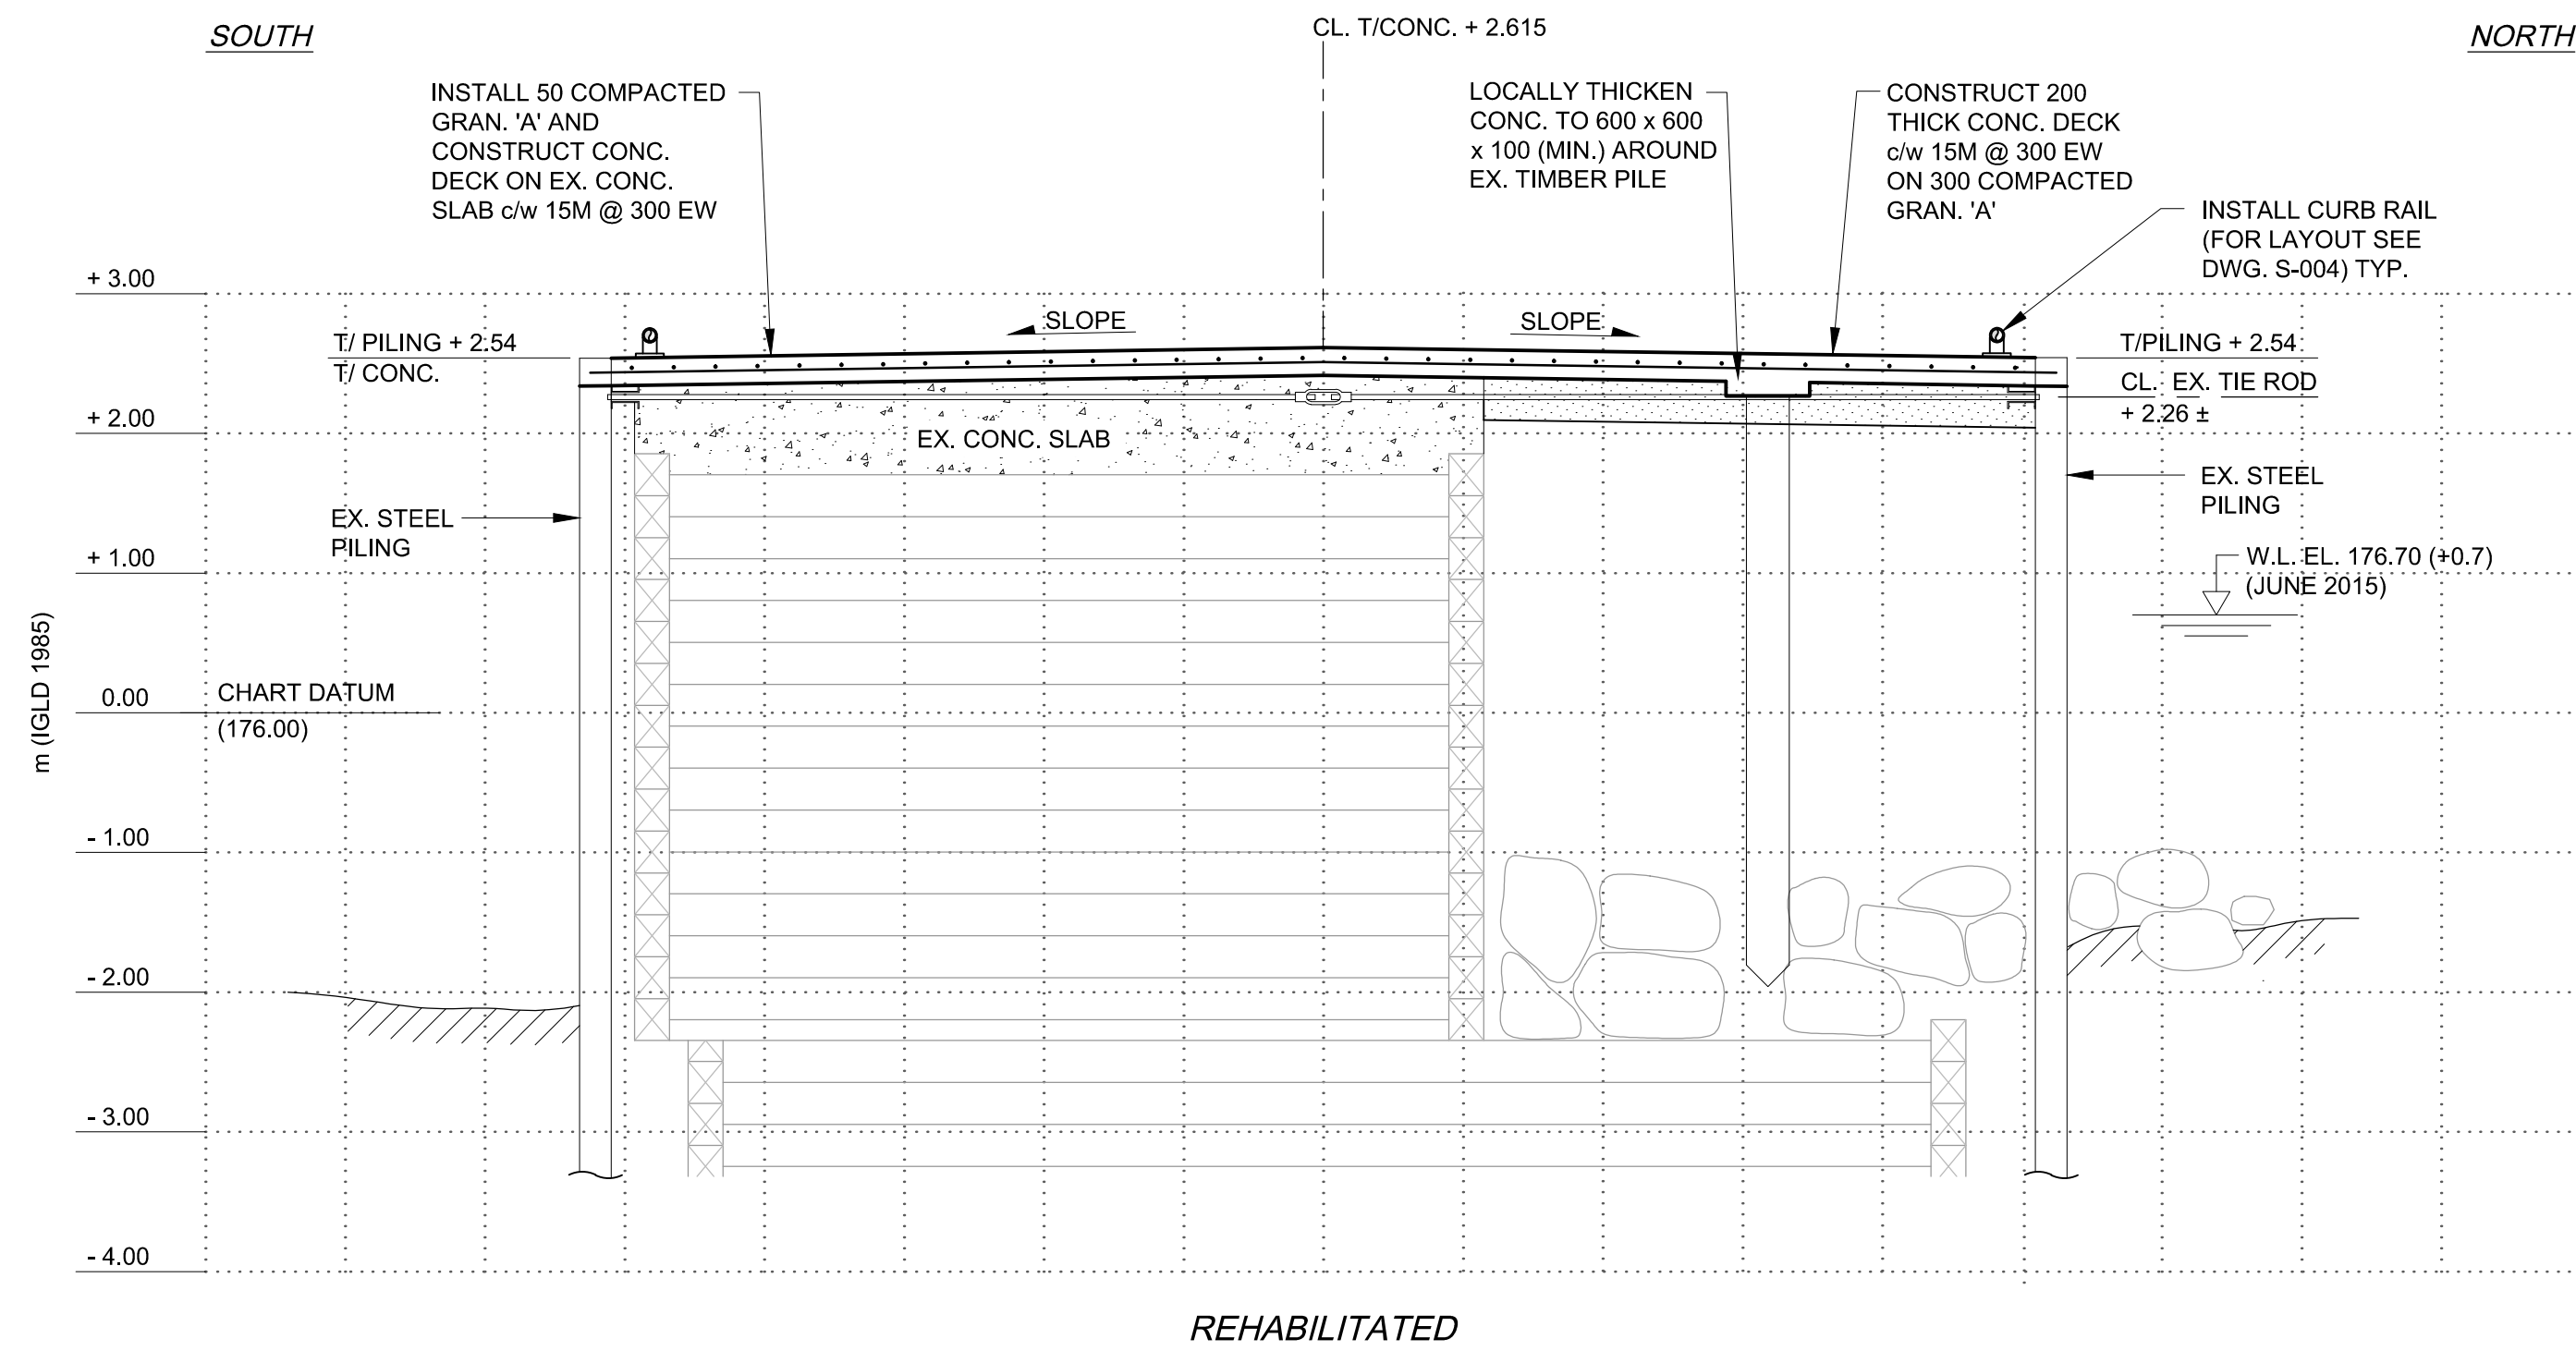 SOUTH
CL. T/CONC. + 2.615
NORTH
INSTALL 50 COMPACTED
GRAN. 'A' AND
CONSTRUCT CONC.
DECK ON EX. CONC.
SLAB c/w 15M @ 300 EW
LOCALLY THICKEN
CONC. TO 600 x 600
x 100 (MIN.) AROUND
EX. TIMBER PILE
CONSTRUCT 200
THICK CONC. DECK
c/w 15M @ 300 EW
ON 300 COMPACTED
GRAN. 'A'
INSTALL CURB RAIL
(FOR LAYOUT SEE
DWG. S-004) TYP.
+ 3.00
SLOPE
SLOPE
T/ PILING + 2.54
T/ CONC.
T/PILING + 2.54
CL. EX. TIE ROD
+ 2.26 ±
+ 2.00
EX. CONC. SLAB
EX. STEEL
PILING
EX. STEEL
PILING
+ 1.00
W.L. EL. 176.70 (+0.7)
(JUNE 2015)
m (IGLD 1985)
0.00
CHART DATUM
(176.00)
- 1.00
- 2.00
- 3.00
- 4.00
REHABILITATED